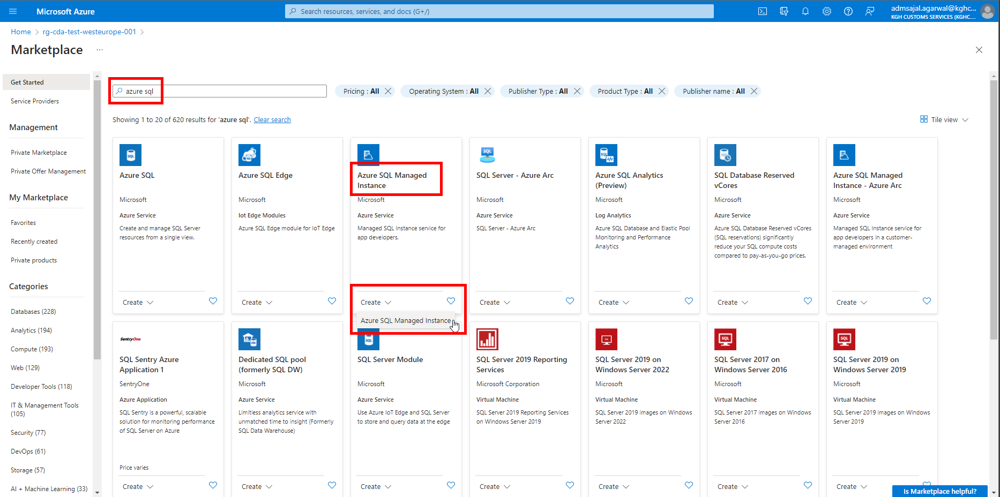 Microsoft Azure
Search resources, services, and docs (G+/)
admsajal.agarwal@kghc...
KGH CUSTOMS SERVICES (KGHC....
Home > rg-cda-test-westeurope-001 >
Marketplace ...
Get Started
Service Providers
Management
Private Marketplace
Private Offer Management
My Marketplace
Favorites
Recently created
Private products
Categories
Databases (228)
Analytics (194)
Compute (193)
Web (129)
Developer Tools (118)
IT & Management Tools
(105)
Security (77)
DevOps (61)
Storage (57)
AI + Machine Learning (33)
azure sql
Pricing : All
Operating System : All
Publisher Type : All
Product Type : All
Publisher name : All
Showing 1 to 20 of 620 results for 'azure sql'. Clear search
Tile view
SQL
Azure SQL
Microsoft
Azure Service
Create and manage SQL Server
resources from a single view.
Create
Azure SQL Edge
Microsoft
Iot Edge Modules
Azure SQL Edge module for IoT Edge
Create
Azure SQL Managed
Instance
Microsoft
Azure Service
Managed SQL Instance service for
app developers.
Create
Azure SQL Managed Instance
SQL
SQL Server - Azure Arc
Microsoft
Azure Service
SQL Server - Azure Arc
Create
SQL
Azure SQL Analytics
(Preview)
Microsoft
Log Analytics
Azure SQL Database and Elastic Pool
Monitoring and Performance
Analytics
Create
SQL
SQL Database Reserved
vCores
Microsoft
Azure Service
Azure SQL Database Reserved vCores
(SQL reservations) significantly
reduce your SQL compute costs
compared to pay-as-you-go prices.
Create
Azure SQL Managed
Instance - Azure Arc
Microsoft
Azure Service
Managed SQL Instance service for
app developers in a customer-
managed environment
Create
SentryOne
SQL Sentry Azure
Application 1
SentryOne
Azure Application
SQL Sentry is a powerful, scalable
solution for monitoring performance
of SQL Server on Azure
Price varies
Create
SQL
Dedicated SQL pool
(formerly SQL DW)
Microsoft
Azure Service
Limitless analytics service with
unmatched time to insight (Formerly
SQL Data Warehouse)
Create
SQL
SQL Server Module
Microsoft
Azure Service
Use Azure IoT Edge and SQL Server
to store and query data at the edge
Create
SQL Server 2019 Reporting
Services
Microsoft Corporation
Virtual Machine
SQL Server 2019 Reporting Services
on Windows Server 2019
Create
SQL
SQL Server 2019 on
Windows Server 2022
Microsoft
Virtual Machine
SQL Server 2019 images on Windows
Server 2022
Create
SQL
SQL Server 2017 on
Windows Server 2016
Microsoft
Virtual Machine
SQL Server 2017 images on Windows
Server 2016
Create
SQL
SQL Server 2019 on
Windows Server 2019
Microsoft
Virtual Machine
SQL Server 2019 images on Windows
Server 2019
Create
Is Marketplace helpful?